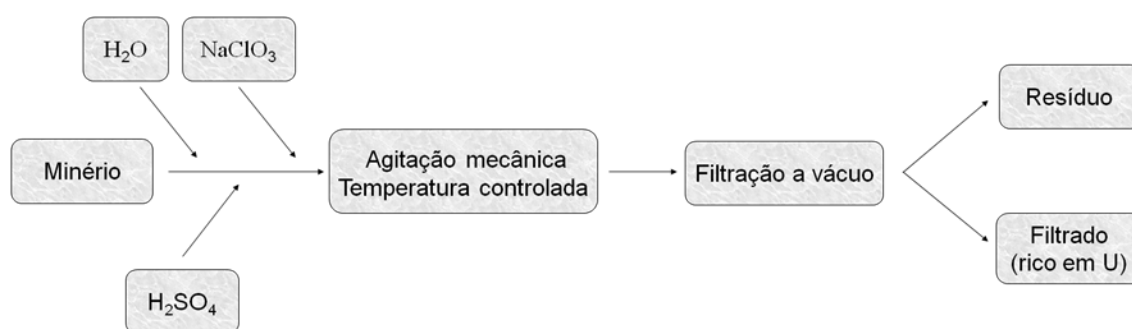 H₂O
NaClO₃
Minério
H₂SO₄
Agitação mecânica
Temperatura controlada
Filtração a vácuo
Resíduo
Filtrado
(rico em U)